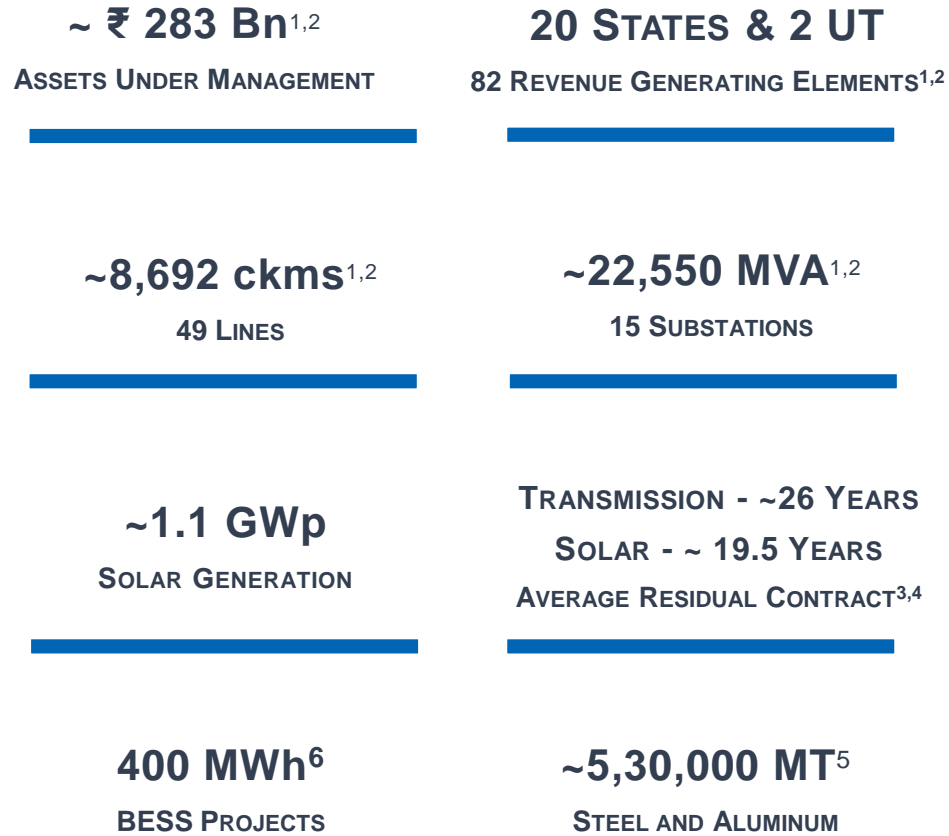 ~ ₹ 283 Bn1,2
ASSETS UNDER MANAGEMENT
20 STATES & 2 UT
82 REVENUE GENERATING ELEMENTS1,2
~8,692 ckms1,2
49 LINES
~22,550 MVA1,2
15 SUBSTATIONS
~1.1 GWp
SOLAR GENERATION
TRANSMISSION - ~26 YEARS
SOLAR - ~ 19.5 YEARS
AVERAGE RESIDUAL CONTRACT3,4
400 MWh6
BESS PROJECTS
~5,30,000 MT5
STEEL AND ALUMINUM